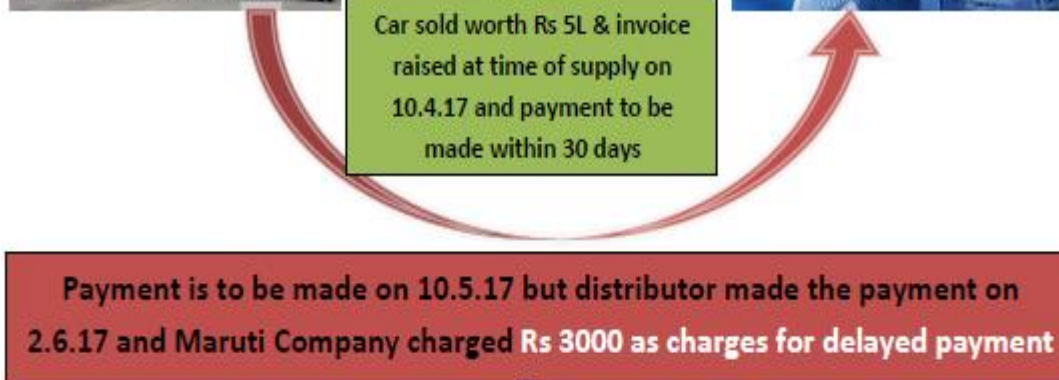 Car sold worth Rs 5L & invoice
raised at time of supply on
10.4.17 and payment to be
made within 30 days
Payment is to be made on 10.5.17 but distributor made the payment on
2.6.17 and Maruti Company charged Rs 3000 as charges for delayed payment